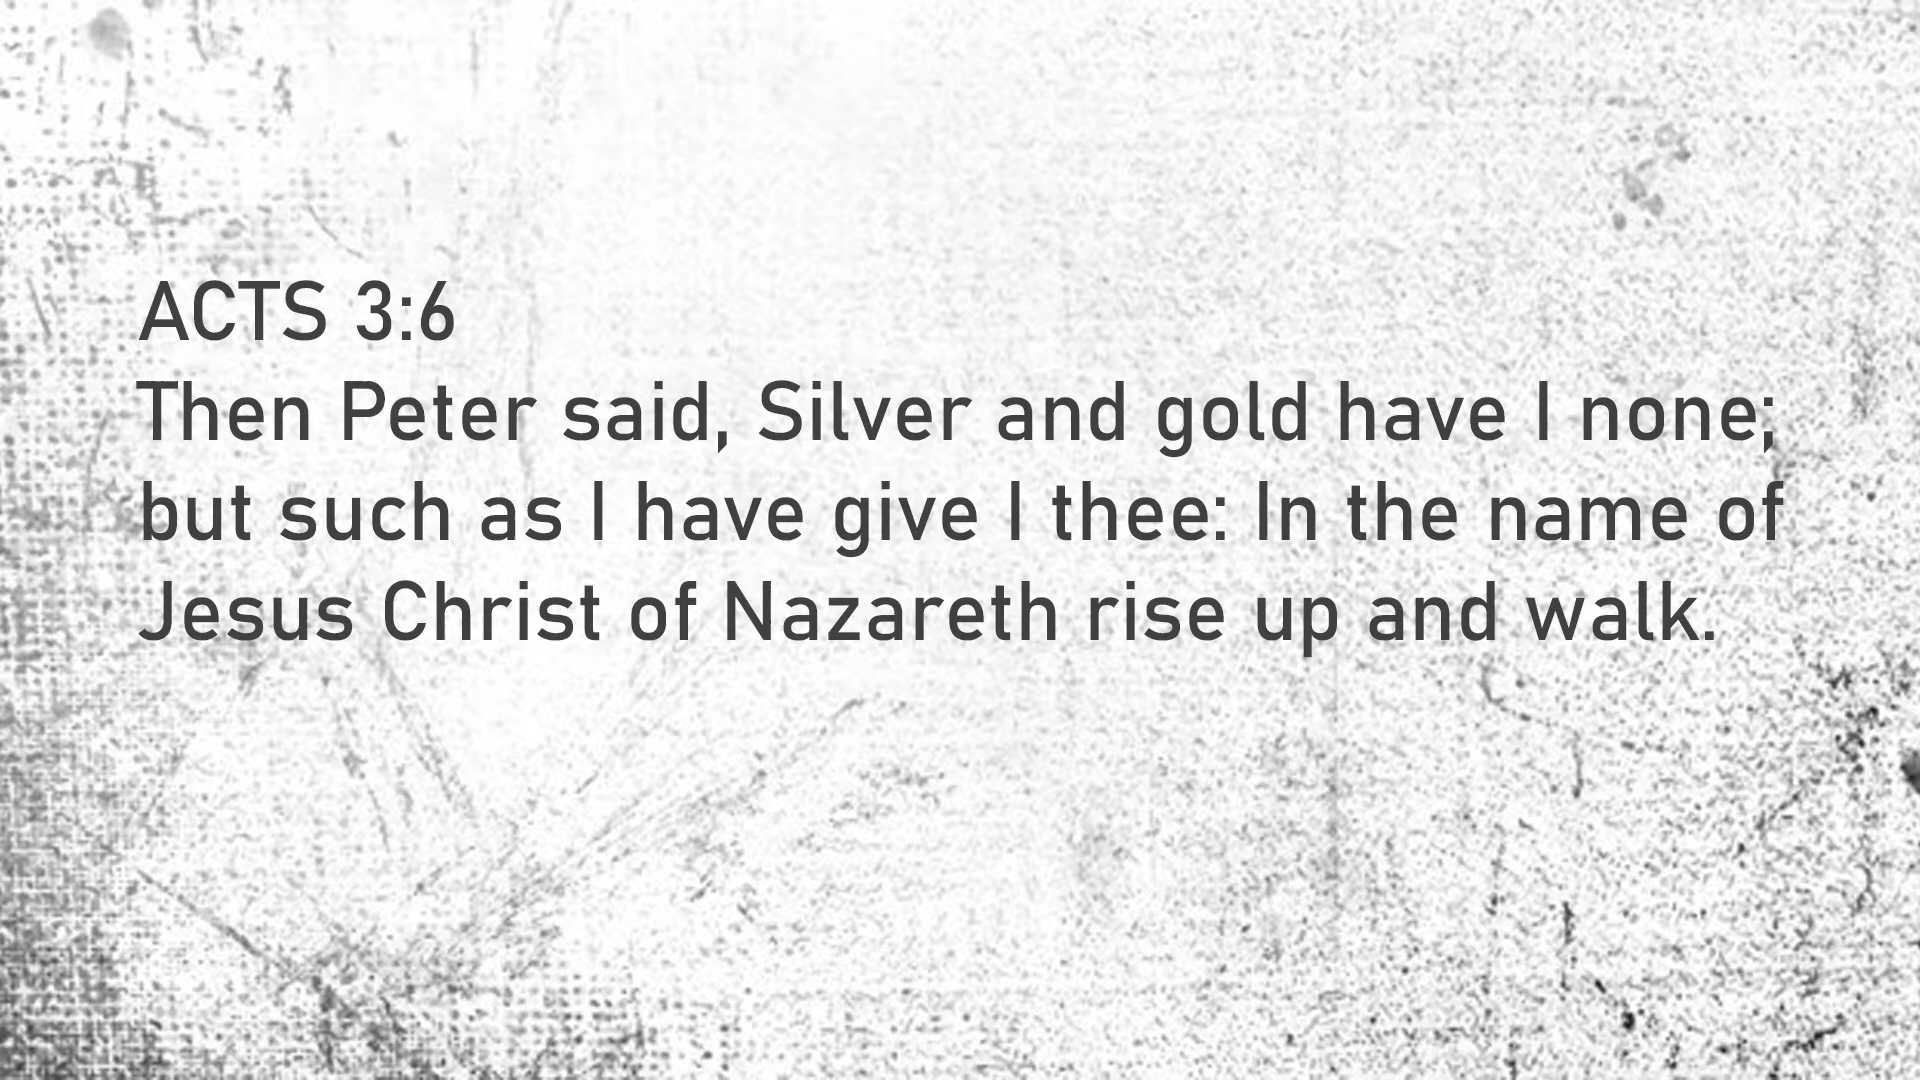 ACTS 3:6
Then Peter said, Silver and gold have I none;
but such as I have give I thee: In the name of
Jesus Christ of Nazareth rise up and walk.